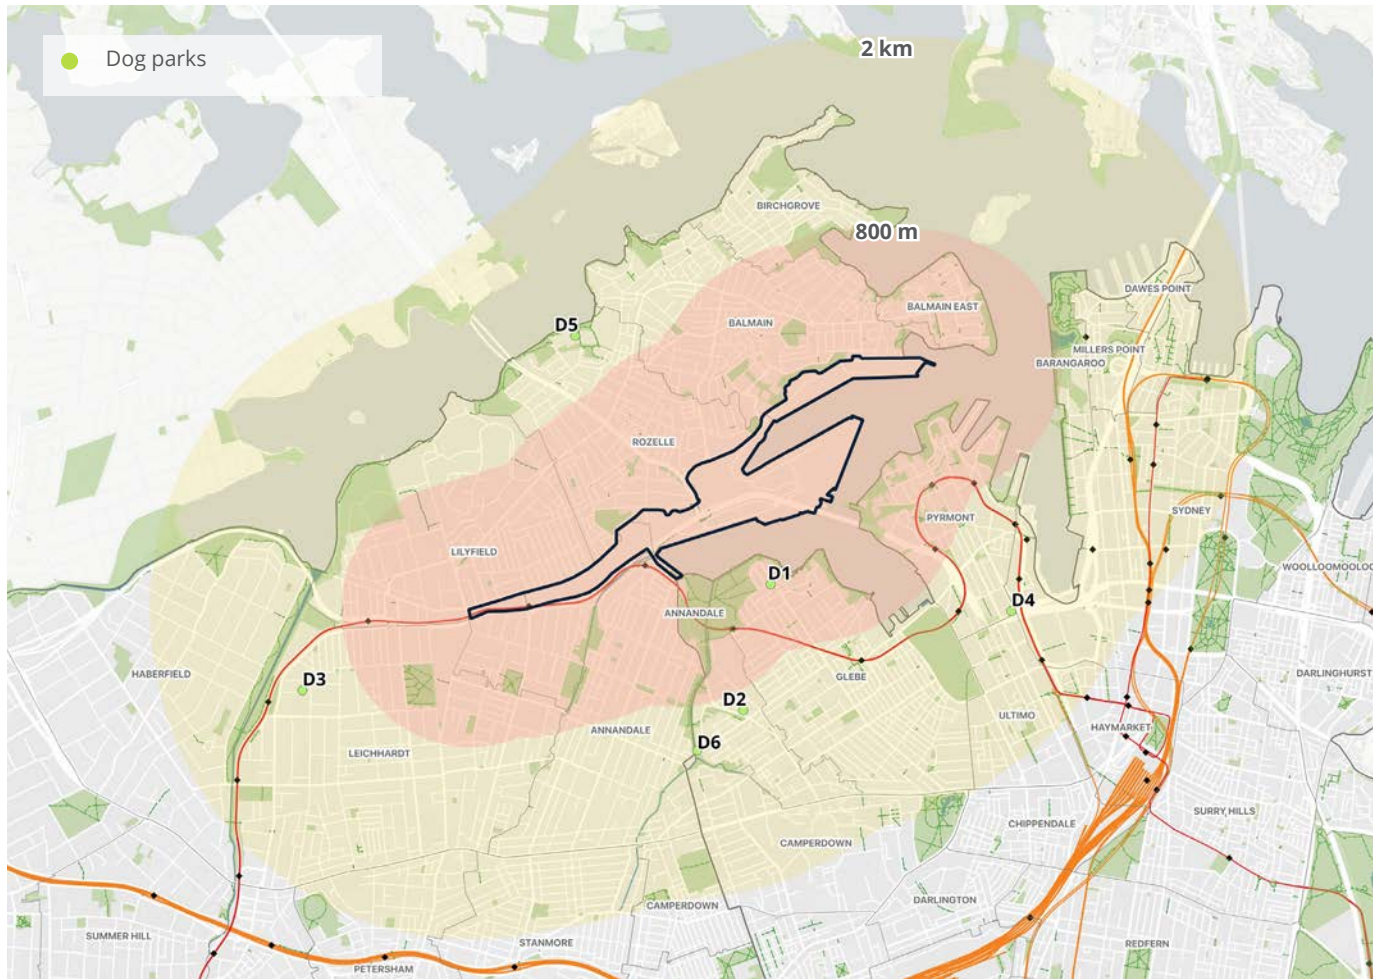 2 km
Dog parks
BIRCHGROVE
800 m
DAWES POINT
BALMAIN EAST
D5
BALMAIN
MILLERS POINT
BARANGAROO
ROZELLE
SYDNEY
PYRMONT
LILYFIELD
WOOLLOOMOOLOO
D1
D4
ANNANDALE
HABERFIELD
DARLINGHURST
D3
GLEBE
D2
ULTIMO
HAYMARKET
ANNANDALE
D6
LEICHHARDT
SURRY HILLS
CHIPPENDALE
CAMPERDOWN
DARLINGTON
CAMPERDOWN
SUMMER HILL
STANMORE
REDFERN
PETERSHAM